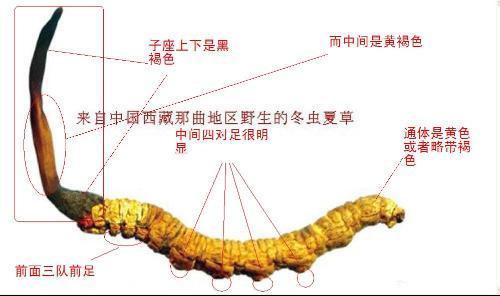 子座上下是黑
褐色
而中间是黄褐色
来自中国西藏那曲地区野生的冬虫夏草
中间四对足很明
显
通体是黄色
或者略带褐
色
前面三队前足